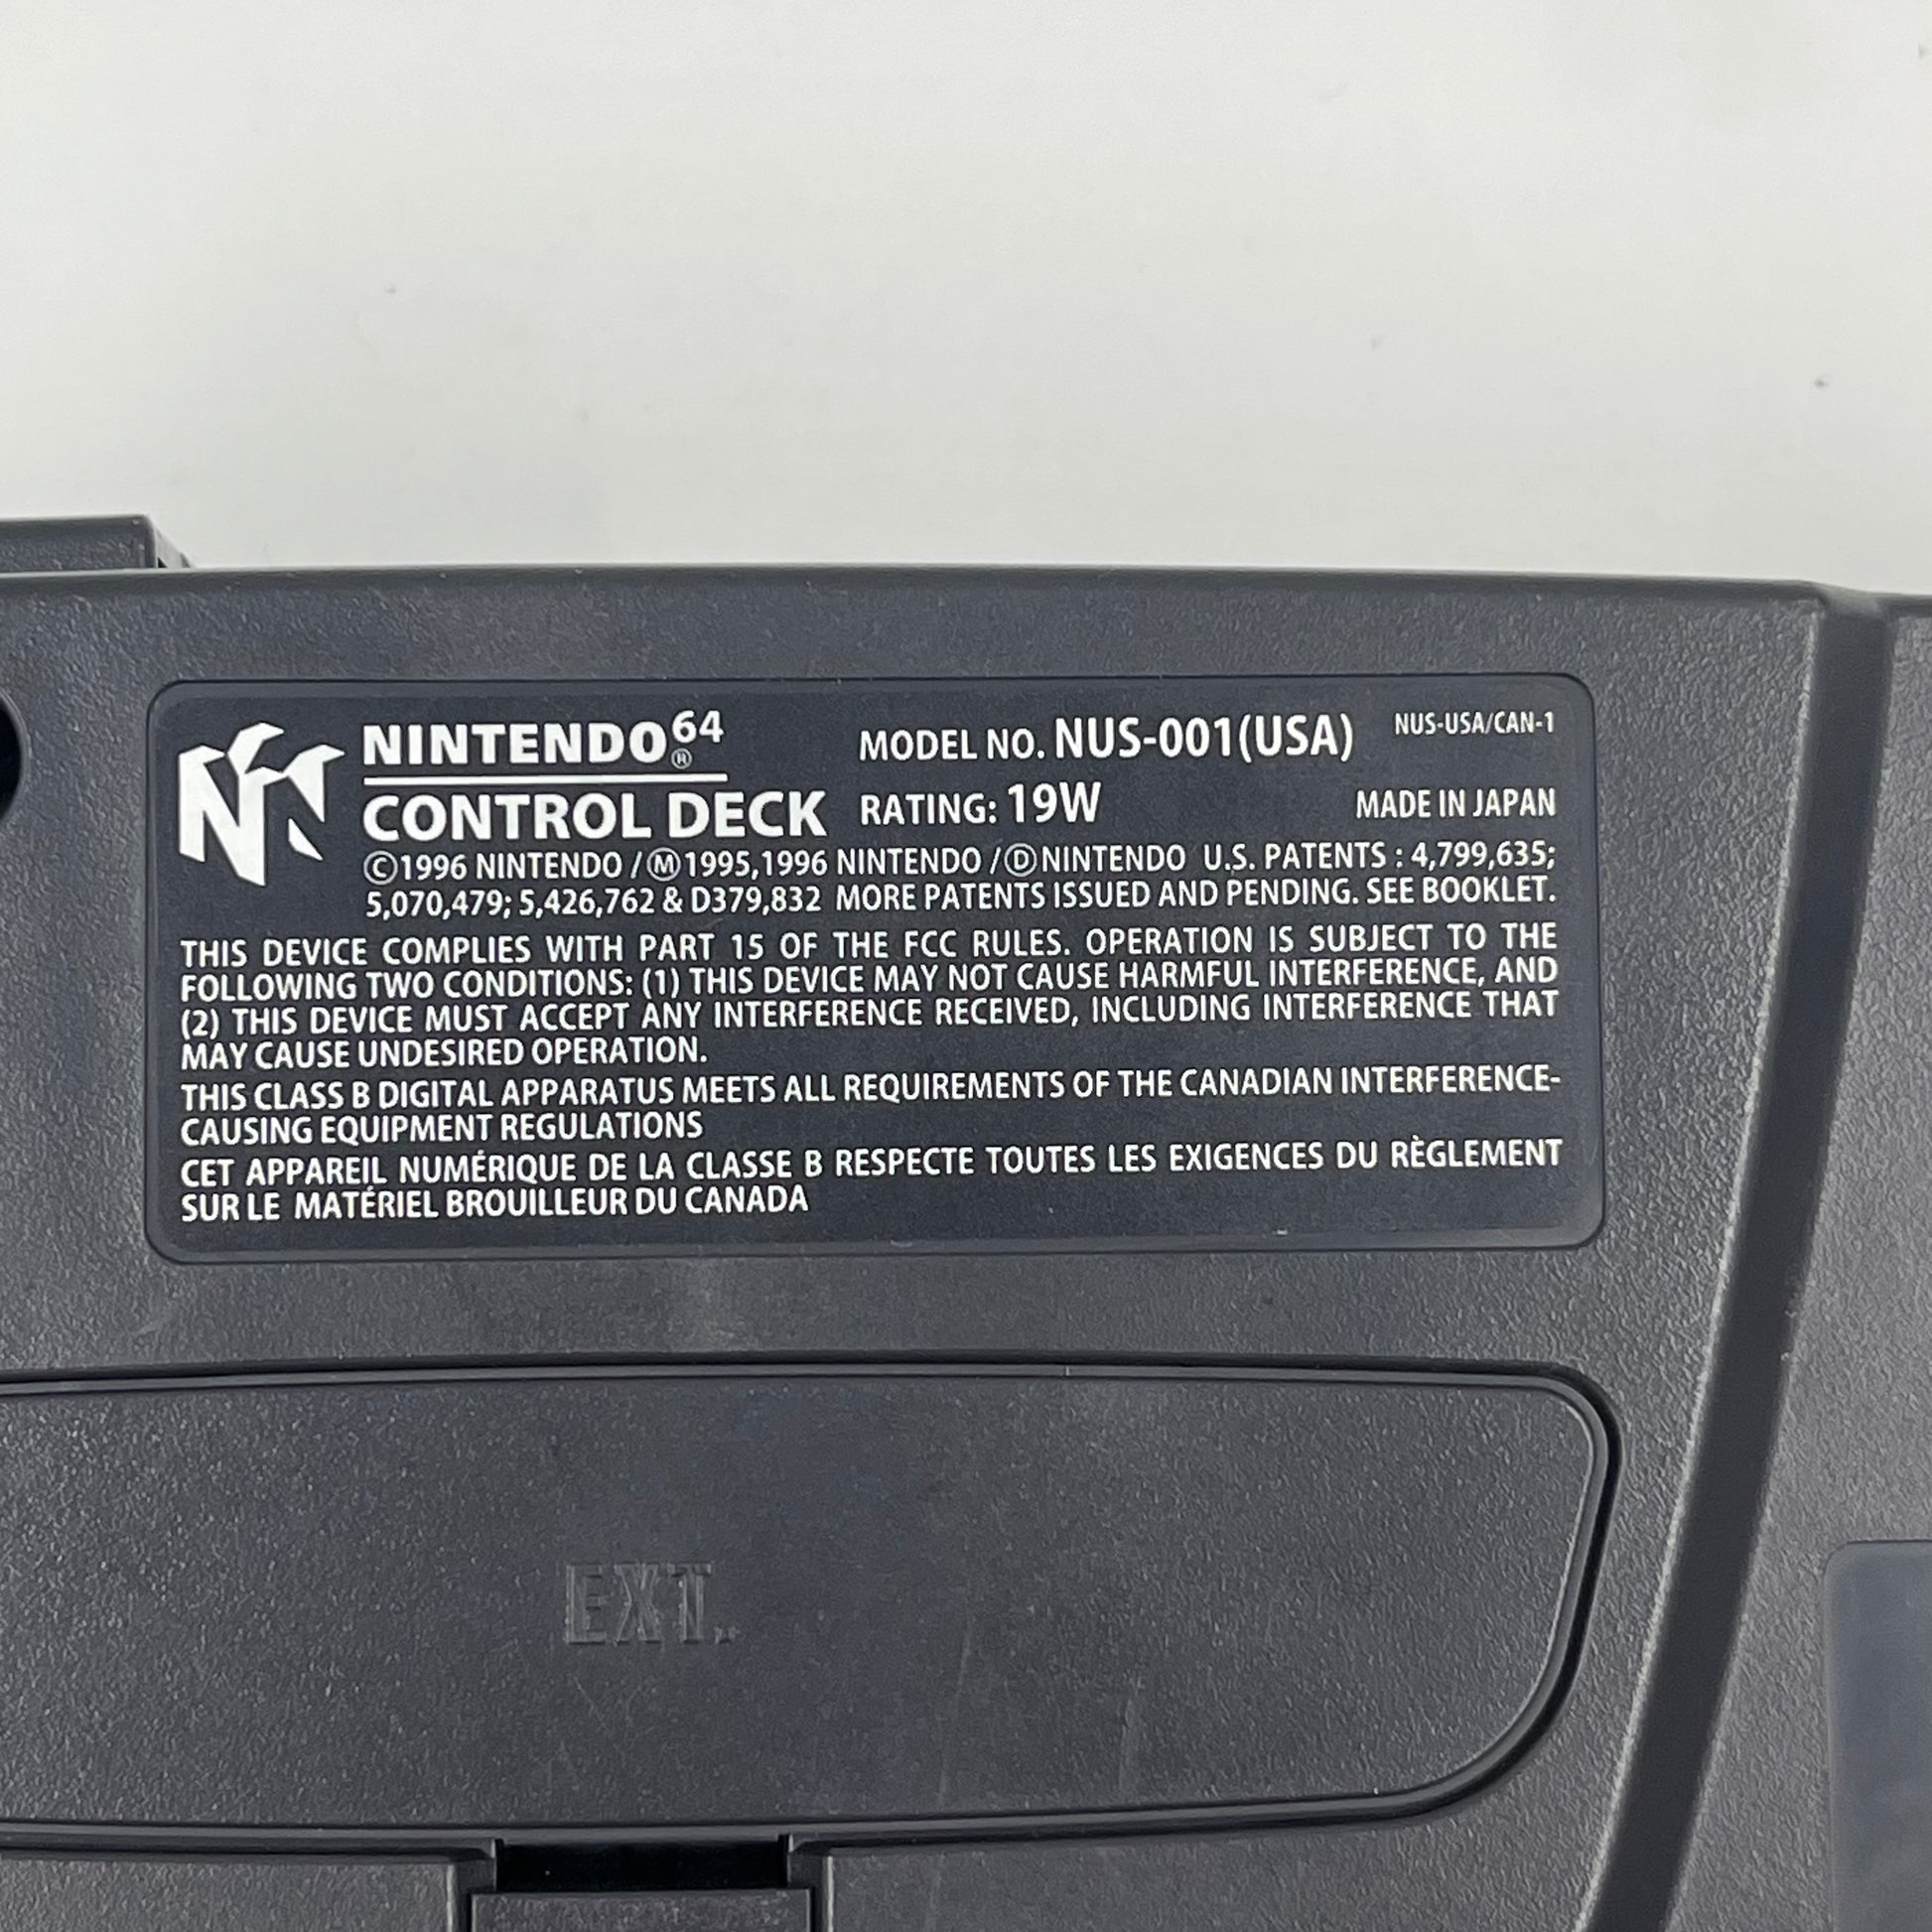 NINTENDO64®
CONTROL DECK
MODEL NO. NUS-001(USA)
NUS-USA/CAN-1
RATING: 19W
MADE IN JAPAN
©1996 NINTENDO /Ⓜ1995,1996 NINTENDO /ⒹNINTENDO U.S. PATENTS : 4,799,635;
5,070,479; 5,426,762 & D379,832 MORE PATENTS ISSUED AND PENDING. SEE BOOKLET.
THIS DEVICE COMPLIES WITH PART 15 OF THE FCC RULES. OPERATION IS SUBJECT TO THE
FOLLOWING TWO CONDITIONS: (1) THIS DEVICE MAY NOT CAUSE HARMFUL INTERFERENCE, AND
(2) THIS DEVICE MUST ACCEPT ANY INTERFERENCE RECEIVED, INCLUDING INTERFERENCE THAT
MAY CAUSE UNDESIRED OPERATION.
THIS CLASS B DIGITAL APPARATUS MEETS ALL REQUIREMENTS OF THE CANADIAN INTERFERENCE-
CAUSING EQUIPMENT REGULATIONS
CET APPAREIL NUMÉRIQUE DE LA CLASSE B RESPECTE TOUTES LES EXIGENCES DU RÈGLEMENT
SUR LE MATÉRIEL BROUILLEUR DU CANADA
EXT.